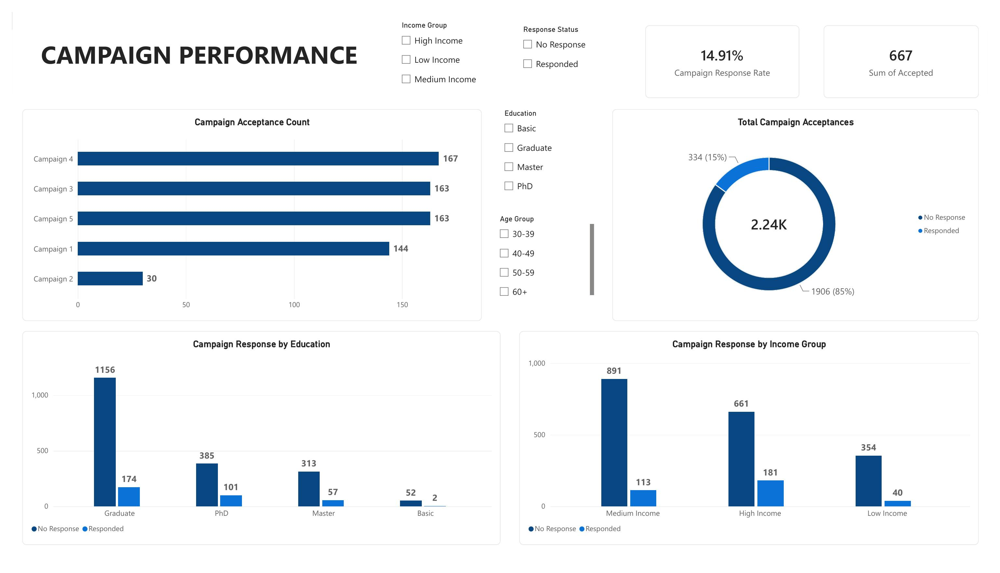 CAMPAIGN PERFORMANCE
Income Group
High Income
Low Income
Medium Income
Response Status
No Response
Responded
14.91%
Campaign Response Rate
667
Sum of Accepted
Campaign Acceptance Count
Campaign 4
167
Campaign 3
163
Campaign 5
163
Campaign 1
144
Campaign 2
30
0 50 100 150
Education
Basic
Graduate
Master
PhD
Age Group
30-39
40-49
50-59
60+
Total Campaign Acceptances
334 (15%)
2.24K
1906 (85%)
No Response
Responded
Campaign Response by Education
1,000
500
0
1156
174
385
101
313
57
52
2
Graduate PhD Master Basic
No Response Responded
Campaign Response by Income Group
1,000
500
0
891
113
661
181
354
40
Medium Income High Income Low Income
No Response Responded